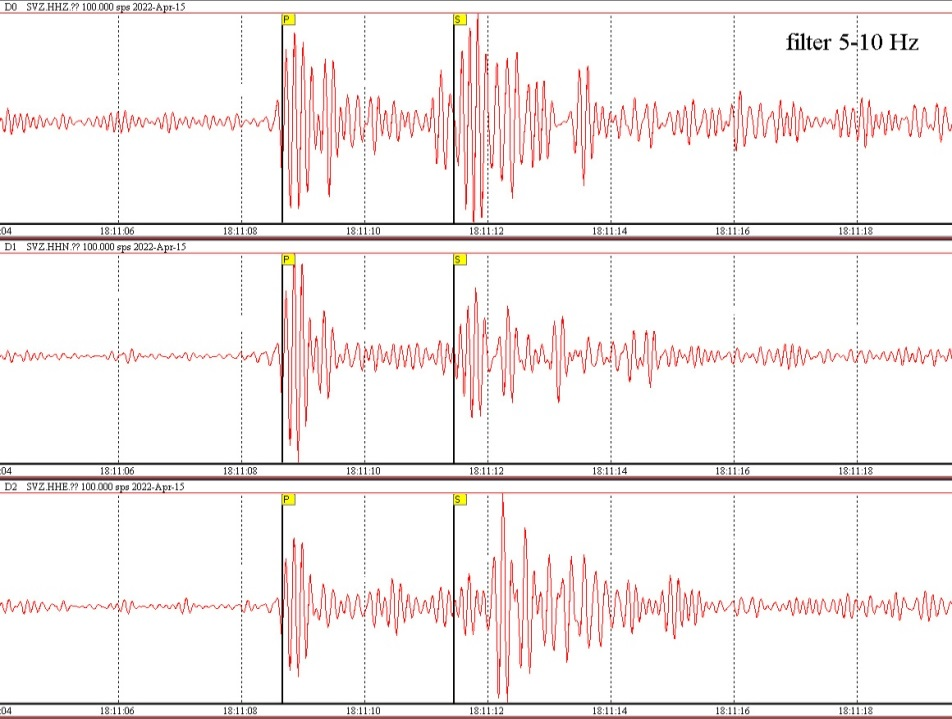 D0 SVZ.HHZ.?? 100.000 sps 2022-Apr-15
P S
filter 5-10 Hz
:04 18:11:06 18:11:08 18:11:10 18:11:12 18:11:14 18:11:16 18:11:18
D1 SVZ.HHN.?? 100.000 sps 2022-Apr-15
P S
:04 18:11:06 18:11:08 18:11:10 18:11:12 18:11:14 18:11:16 18:11:18
D2 SVZ.HHE.?? 100.000 sps 2022-Apr-15
P S
:04 18:11:06 18:11:08 18:11:10 18:11:12 18:11:14 18:11:16 18:11:18